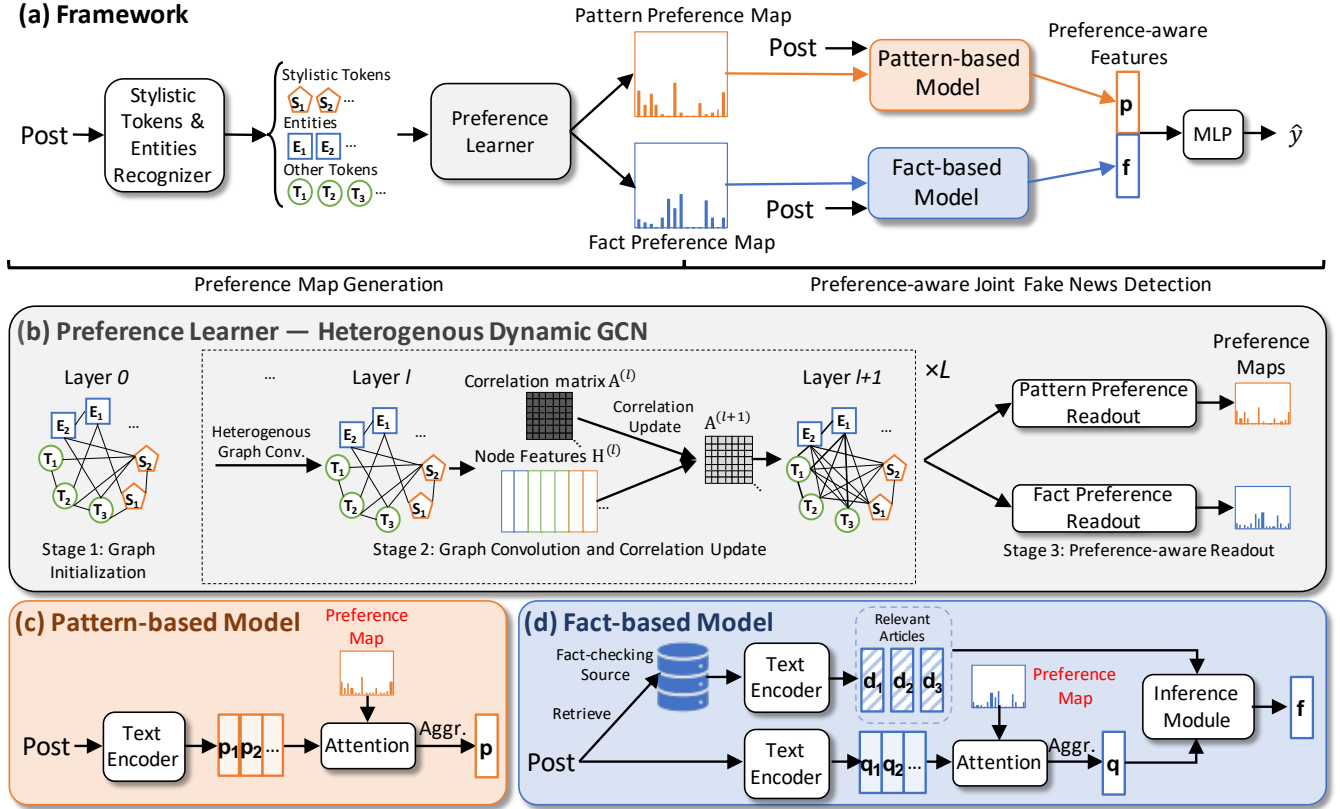 (a) Framework
Pattern Preference Map
Post
Stylistic
Tokens &
Entities
Recognizer
Stylistic Tokens
S1 S2 ...
Entities
E1 E2 ...
Other Tokens
T1 T2 T3 ...
Preference
Learner
Fact Preference Map
Post
Pattern-based
Model
Fact-based
Model
Post
Preference-aware
Features
p
f
MLP
ŷ
Preference Map Generation
Preference-aware Joint Fake News Detection
(b) Preference Learner — Heterogenous Dynamic GCN
Layer 0
E2 E1 ...
T1 S2
T2 T3 S1
Stage 1: Graph
Initialization
...
Heterogenous
Graph Conv.
Layer l
E2 E1 ...
T1 S2
T2 T3 S1
Correlation matrix A(l)
Node Features H(l)
...
Correlation
Update
A(l+1)
Layer l+1
E2 E1 ...
T1 S2
T2 T3 S1
×L
Stage 2: Graph Convolution and Correlation Update
Pattern Preference
Readout
Fact Preference
Readout
Preference
Maps
Stage 3: Preference-aware Readout
(c) Pattern-based Model
Preference
Map
Post
Text
Encoder
p1 p2 ...
Attention
Aggr.
p
(d) Fact-based Model
Fact-checking
Source
Retrieve
Post
Text
Encoder
Relevant
Articles
d1 d2 d3
Text
Encoder
q1 q2 ...
Preference
Map
Attention
Aggr.
q
Inference
Module
f